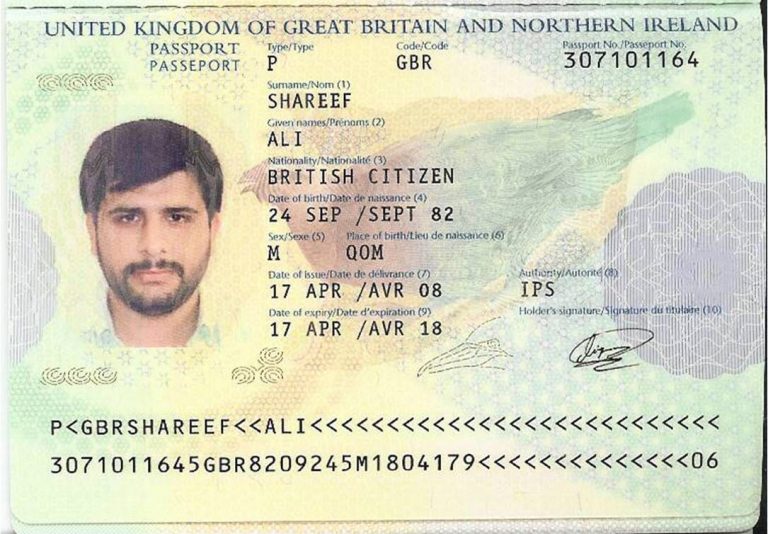 UNITED KINGDOM OF GREAT BRITAIN AND NORTHERN IRELAND
PASSPORT
PASSEPORT
Type/Type Code/Code Passport No./Passeport No.
P GBR 307101164
Surname/Nom (1)
SHAREEF
Given names/Prénoms (2)
ALI
Nationality/Nationalité (3)
BRITISH CITIZEN
Date of birth/Date de naissance (4)
24 SEP /SEPT 82
Sex/Sexe (5) Place of birth/Lieu de naissance (6)
M QOM
Date of issue/Date de délivrance (7) Authority/Autorité (8)
17 APR /AVR 08 IPS
Date of expiry/Date d'expiration (9) Holder's signature/Signature du titulaire (10)
17 APR /AVR 18
P<GBRSHAREEF<<ALI<<<<<<<<<<<<<<<<<<<<<<<<<<<
3071011645GBR8209245M1804179<<<<<<<<<<<<<<06